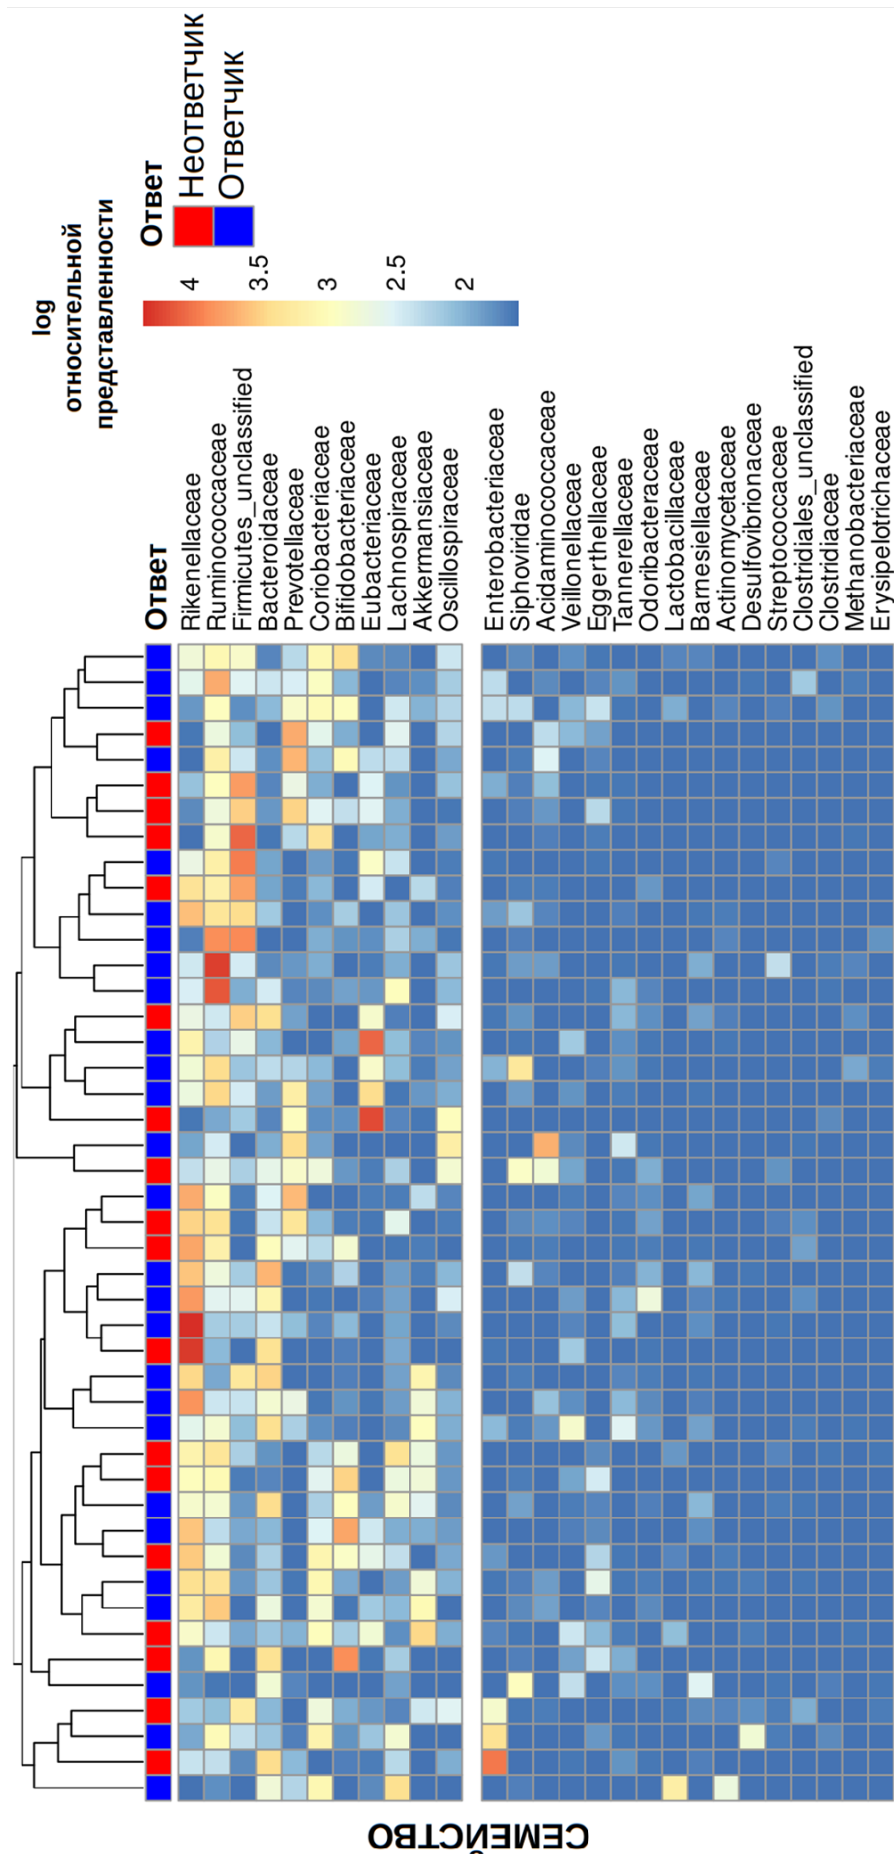 log
относительной
представленности
Ответ
Неответчик
Ответчик
4
3.5
3
2.5
2
Ответ
Rikenellaceae
Ruminococcaceae
Firmicutes_unclassified
Bacteroidaceae
Prevotellaceae
Coriobacteriaceae
Bifidobacteriaceae
Eubacteriaceae
Lachnospiraceae
Akkermansiaceae
Oscillospiraceae
Enterobacteriaceae
Siphoviridae
Acidaminococcaceae
Veillonellaceae
Eggerthellaceae
Tannerellaceae
Odoribacteraceae
Lactobacillaceae
Barnesiellaceae
Actinomycetaceae
Desulfovibrionaceae
Streptococcaceae
Clostridiales_unclassified
Clostridiaceae
Methanobacteriaceae
Erysipelotrichaceae
СЕМЕЙСТВО